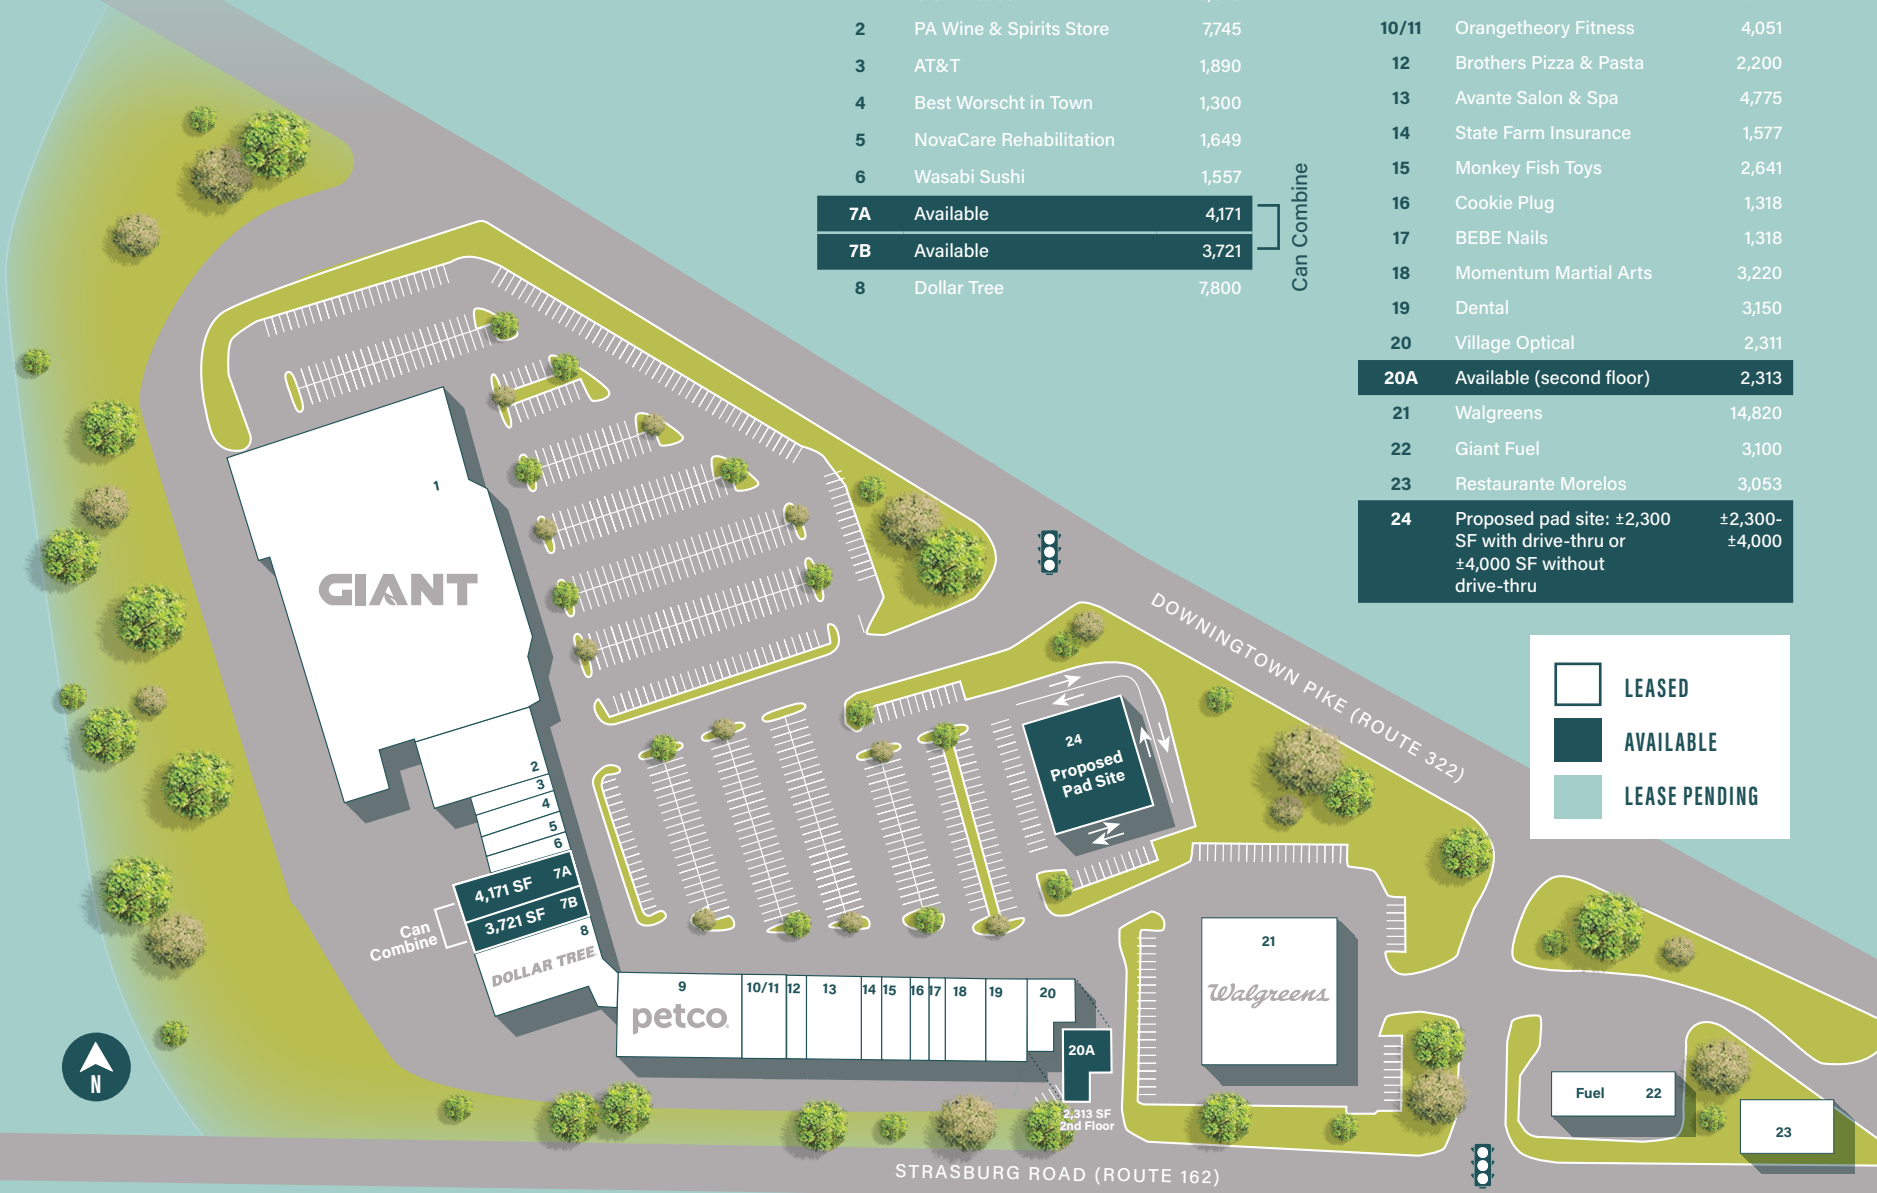 2 PA Wine & Spirits Store 7,745
3 AT&T 1,890
4 Best Worscht in Town 1,300
5 NovaCare Rehabilitation 1,649
6 Wasabi Sushi 1,557
7A Available 4,171
7B Available 3,721
Can Combine
8 Dollar Tree 7,800
10/11 Orangetheory Fitness 4,051
12 Brothers Pizza & Pasta 2,200
13 Avante Salon & Spa 4,775
14 State Farm Insurance 1,577
15 Monkey Fish Toys 2,641
16 Cookie Plug 1,318
17 BEBE Nails 1,318
18 Momentum Martial Arts 3,220
19 Dental 3,150
20 Village Optical 2,311
20A Available (second floor) 2,313
21 Walgreens 14,820
22 Giant Fuel 3,100
23 Restaurante Morelos 3,053
24 Proposed pad site: ±2,300 ±2,300-
SF with drive-thru or ±4,000
±4,000 SF without
drive-thru
LEASED
AVAILABLE
LEASE PENDING
1
GIANT
2
3
4
5
6
4,171 SF 7A
3,721 SF 7B
Can
Combine
8
DOLLAR TREE
9
petco
10/11
12
13
14
15
16
17
18
19
20
20A
2,313 SF
2nd Floor
24
Proposed
Pad Site
21
Walgreens
Fuel 22
23
DOWNINGTOWN PIKE (ROUTE 322)
STRASBURG ROAD (ROUTE 162)
N